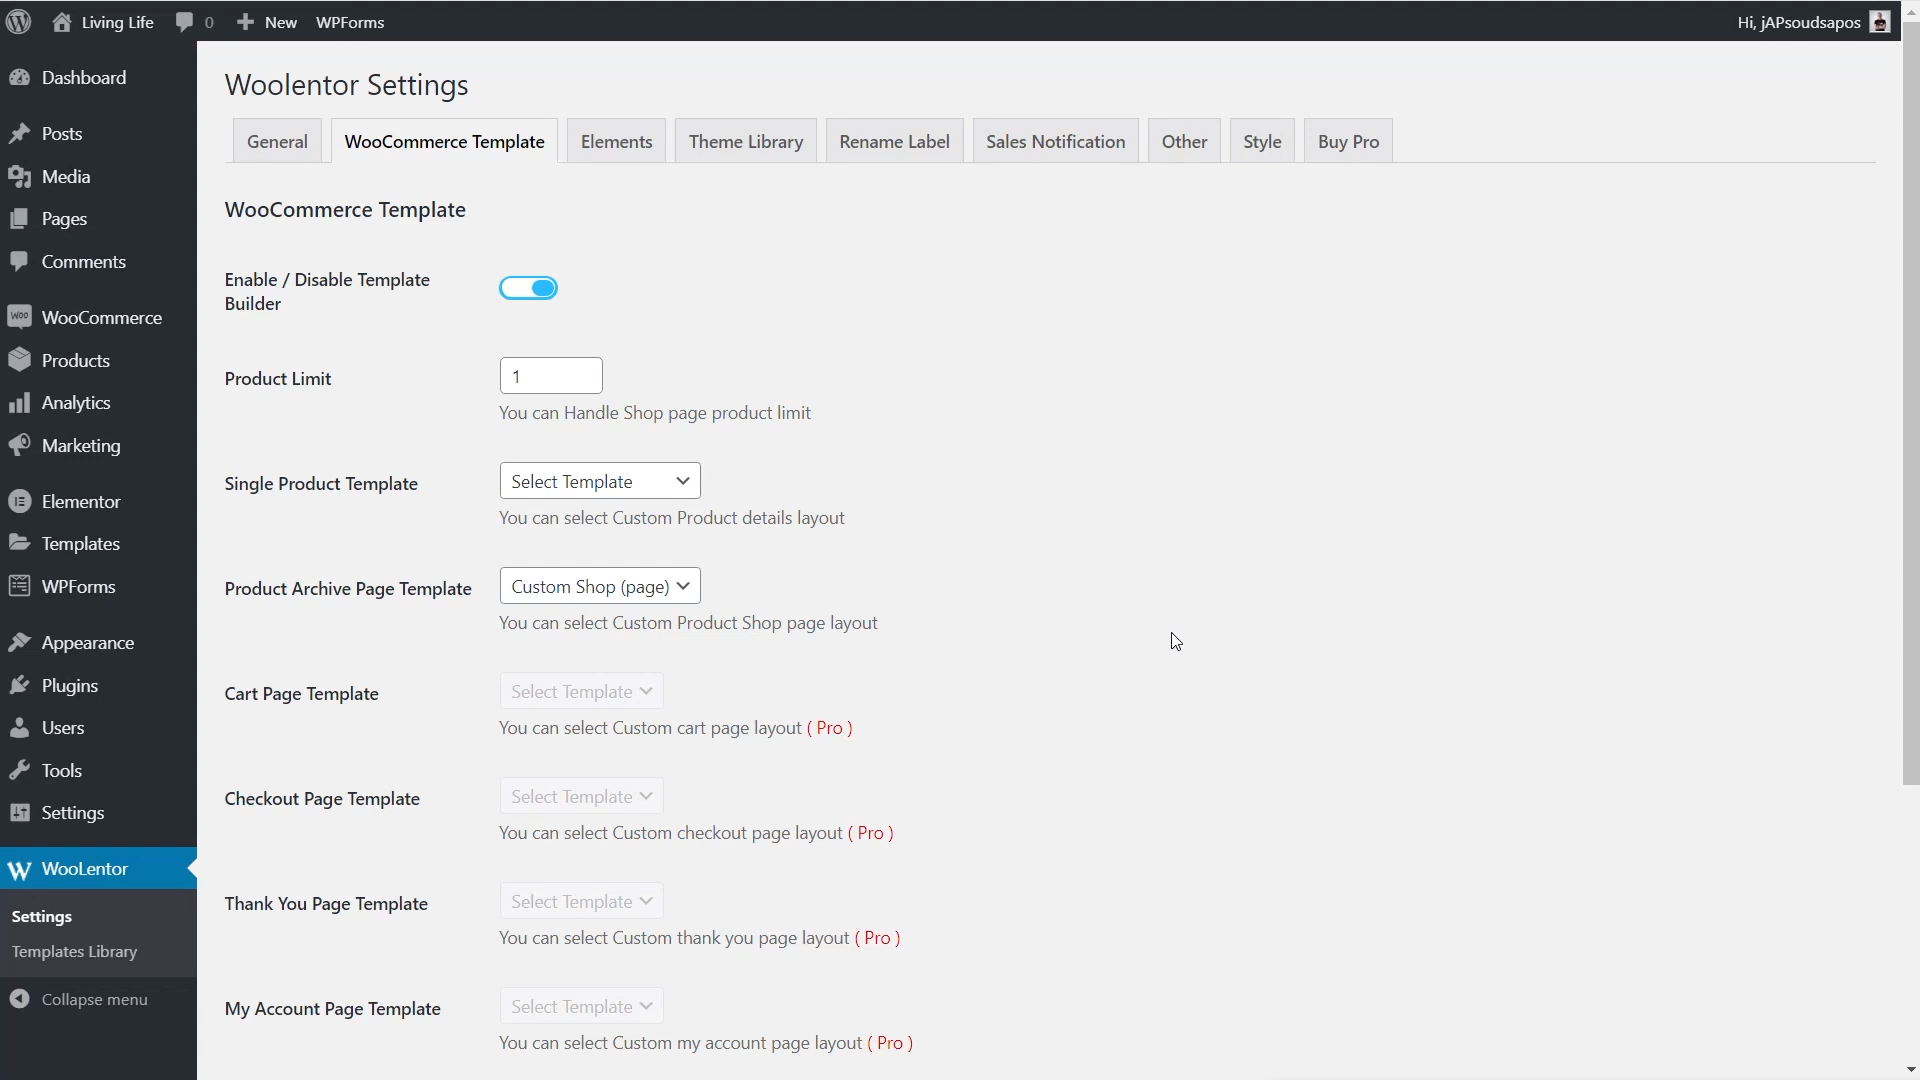 Living Life 0 New WPForms Hi, jAPsoudsapos
Dashboard
Posts
Media
Pages
Comments
WooCommerce
Products
Analytics
Marketing
Elementor
Templates
WPForms
Appearance
Plugins
Users
Tools
Settings
WooLentor
Settings
Templates Library
Collapse menu
Woolentor Settings
General WooCommerce Template Elements Theme Library Rename Label Sales Notification Other Style Buy Pro
WooCommerce Template
Enable / Disable Template
Builder
Product Limit 1
You can Handle Shop page product limit
Single Product Template Select Template
You can select Custom Product details layout
Product Archive Page Template Custom Shop (page)
You can select Custom Product Shop page layout
Cart Page Template Select Template
You can select Custom cart page layout ( Pro )
Checkout Page Template Select Template
You can select Custom checkout page layout ( Pro )
Thank You Page Template Select Template
You can select Custom thank you page layout ( Pro )
My Account Page Template Select Template
You can select Custom my account page layout ( Pro )